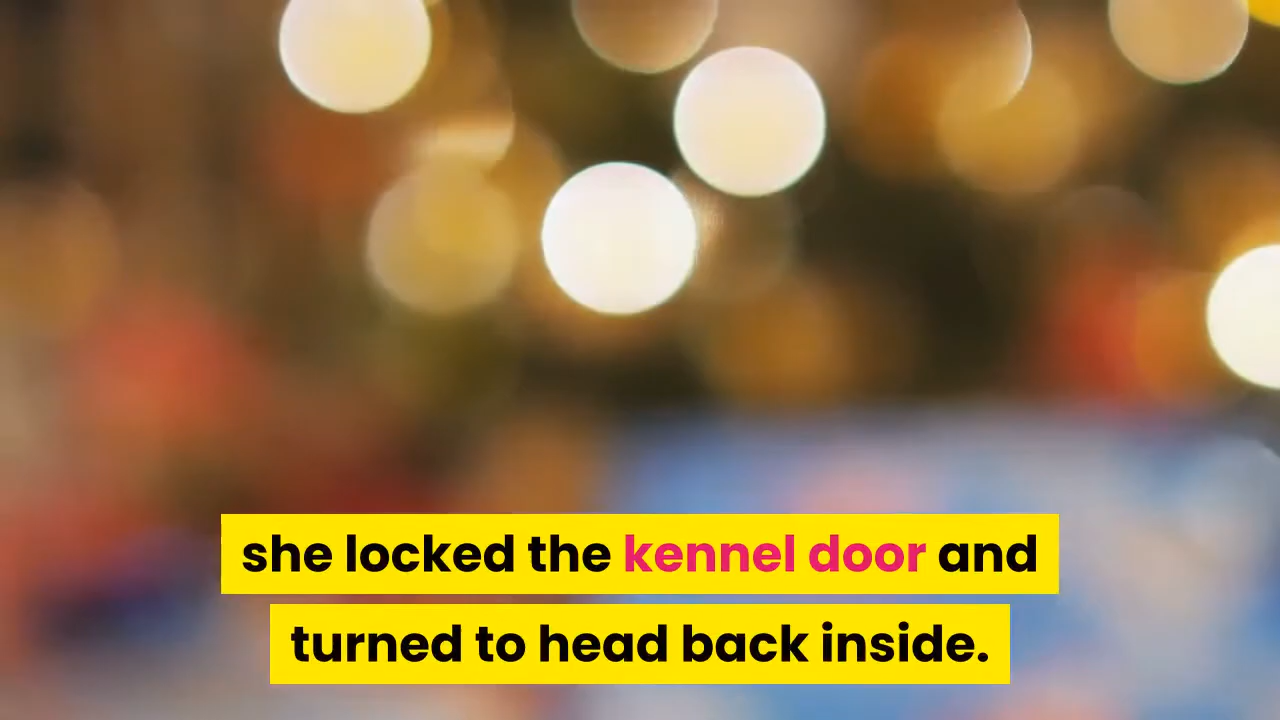 she locked the kennel door and
turned to head back inside.